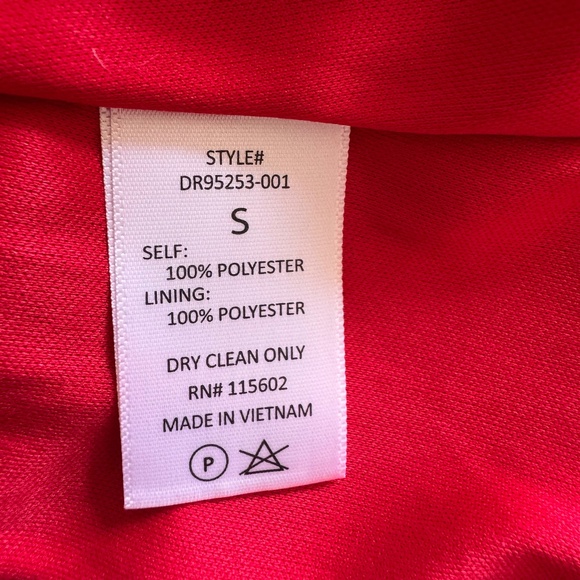 STYLE#
DR95253-001
S
SELF:
100% POLYESTER
LINING:
100% POLYESTER
DRY CLEAN ONLY
RN# 115602
MADE IN VIETNAM
P